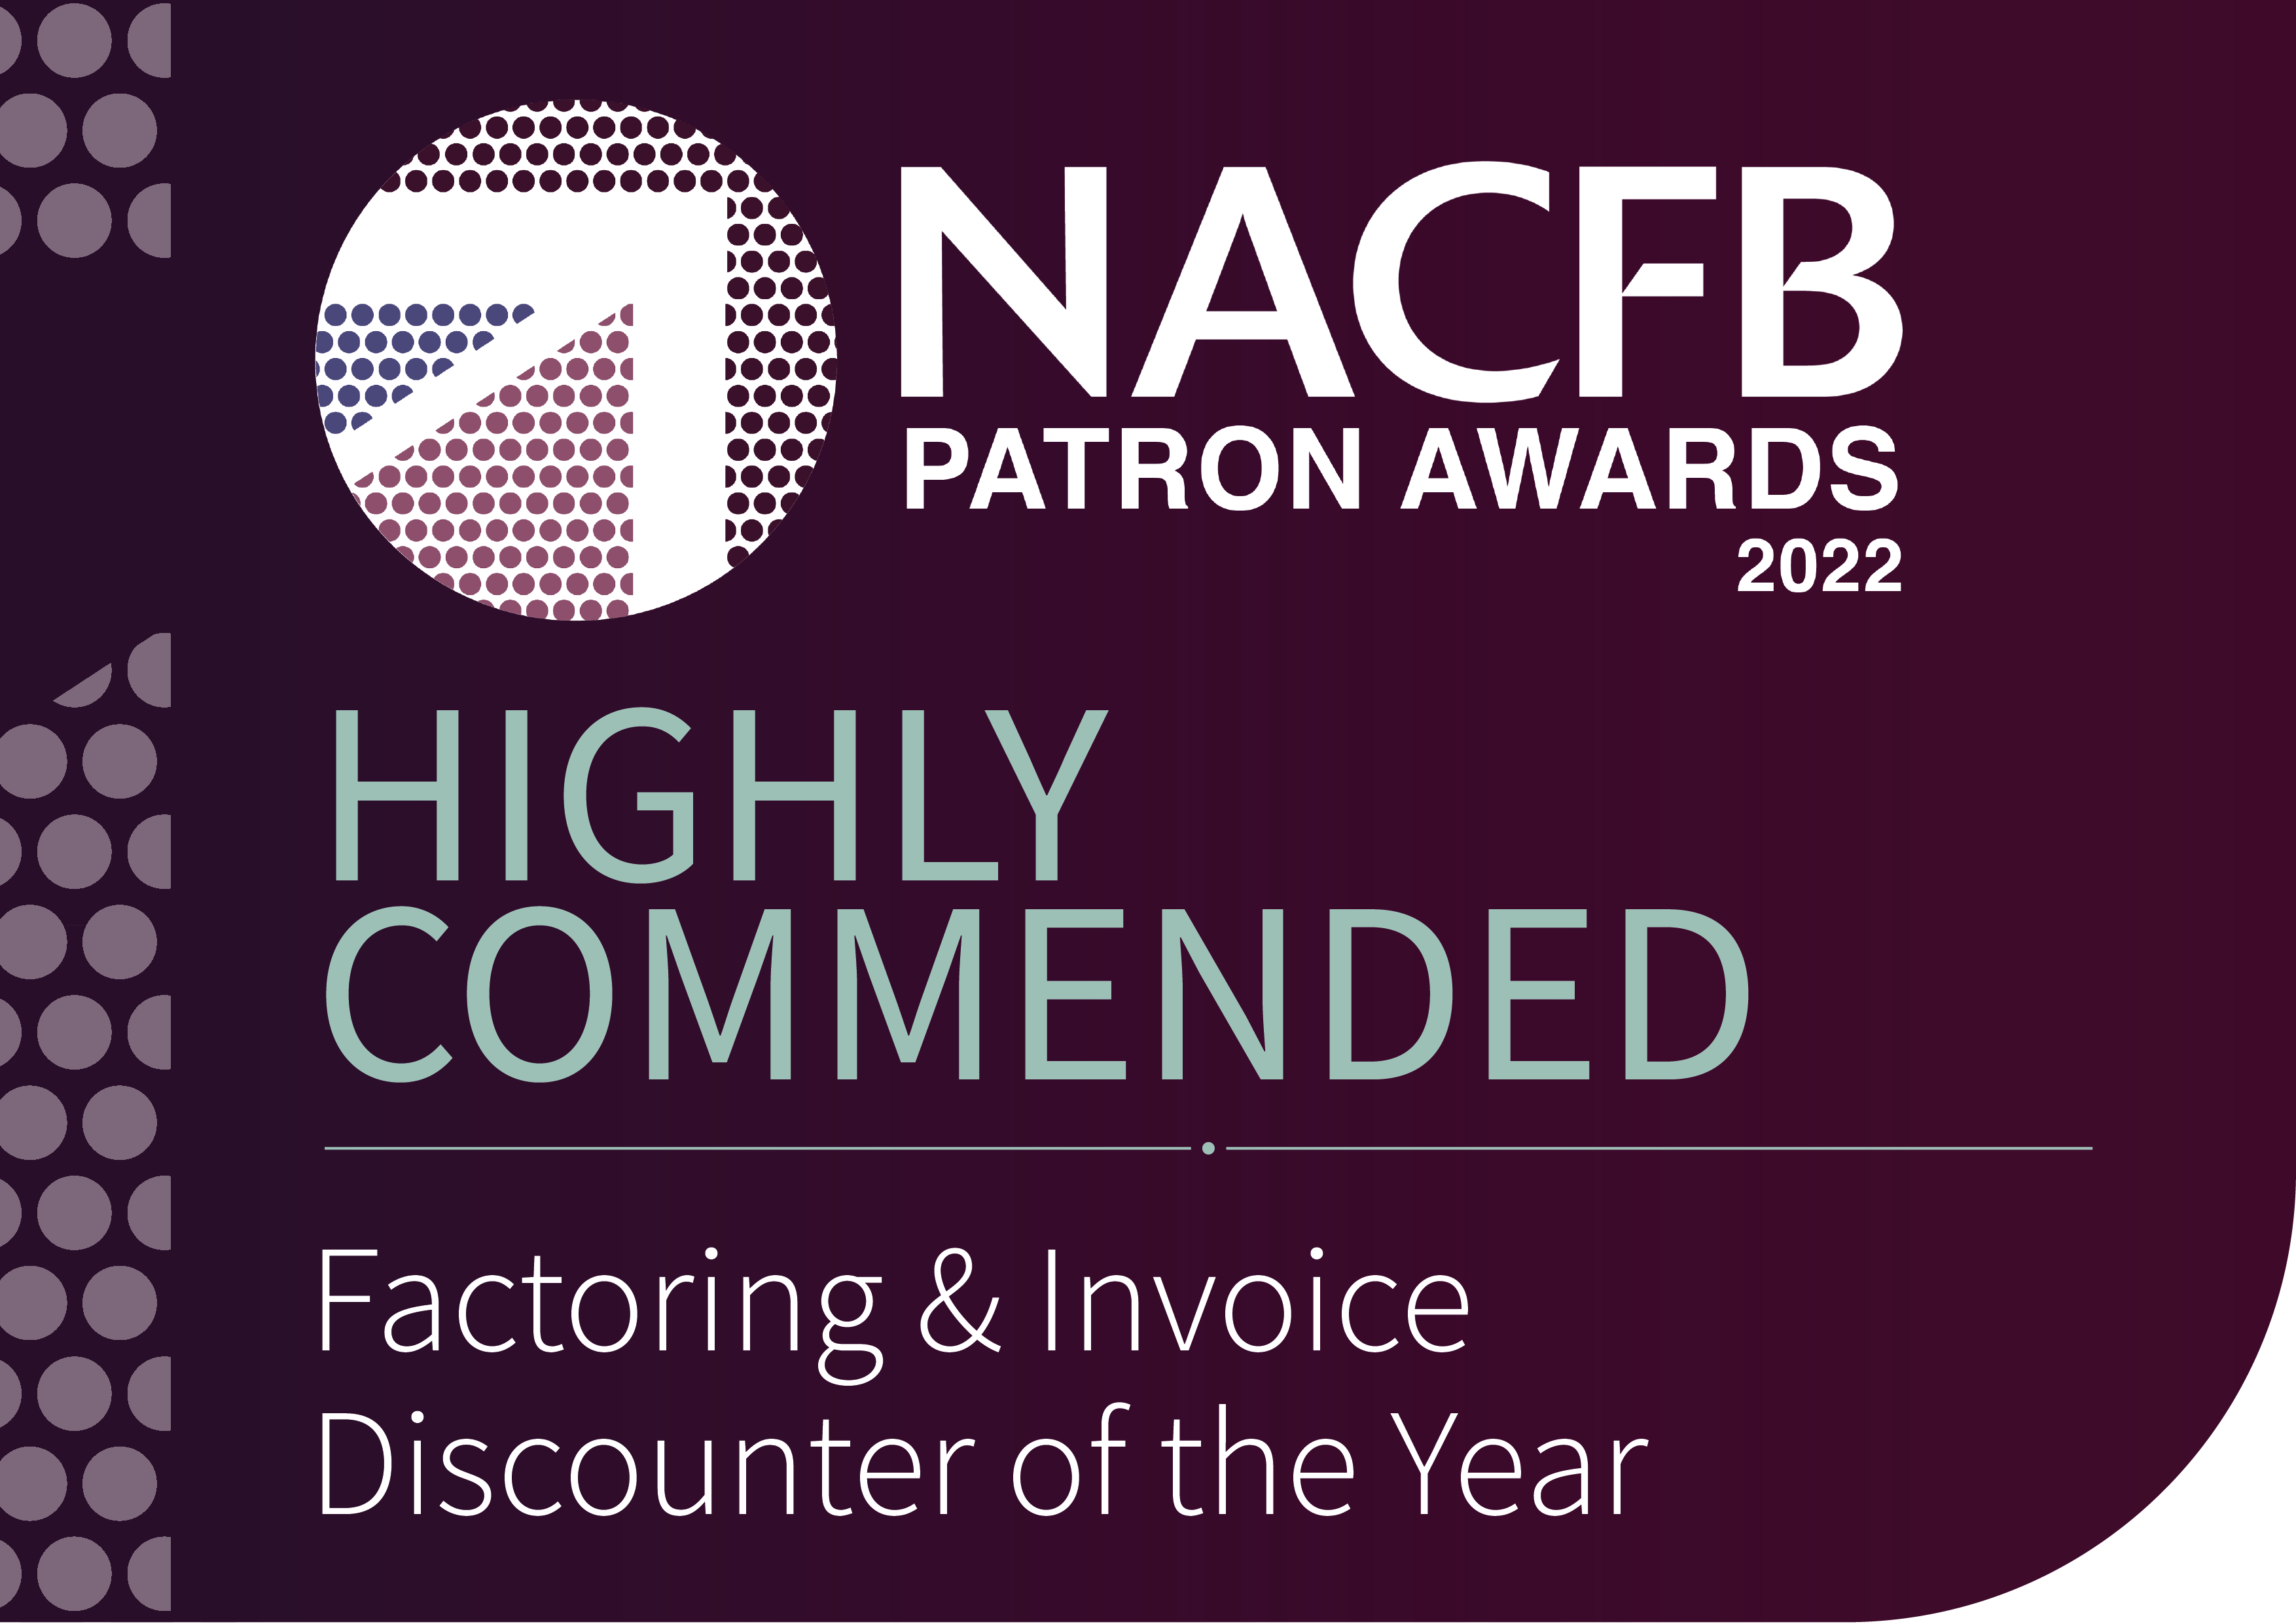 NACFB
PATRON AWARDS
2022
HIGHLY
COMMENDED
Factoring & Invoice
Discounter of the Year